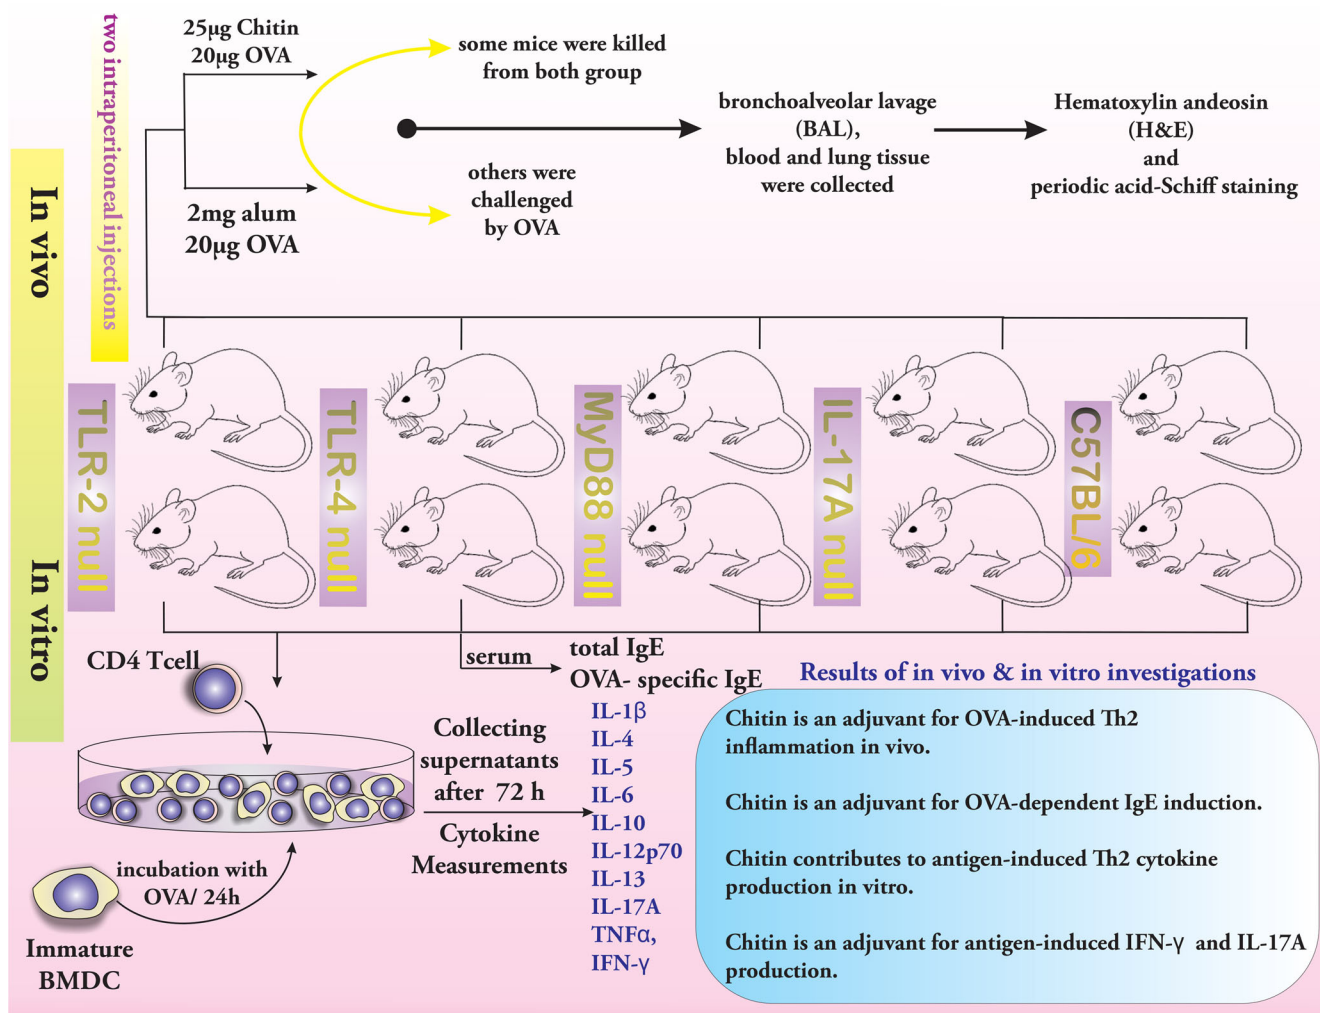 two intraperitoneal injections
25µg Chitin
20µg OVA
2mg alum
20µg OVA
some mice were killed
from both group
others were
challenged
by OVA
bronchoalveolar lavage
(BAL),
blood and lung tissue
were collected
Hematoxylin andeosin
(H&E)
and
periodic acid-Schiff staining
In vivo
In vitro
TLR-2 null
TLR-4 null
MyD88 null
IL-17A null
C57BL/6
CD4 Tcell
incubation with
OVA/ 24h
Immature
BMDC
serum
total IgE
OVA- specific IgE
Collecting
supernatants
after 72 h
Cytokine
Measurements
IL-1β
IL-4
IL-5
IL-6
IL-10
IL-12p70
IL-13
IL-17A
TNFα,
IFN-γ
Results of in vivo & in vitro investigations
Chitin is an adjuvant for OVA-induced Th2
inflammation in vivo.
Chitin is an adjuvant for OVA-dependent IgE induction.
Chitin contributes to antigen-induced Th2 cytokine
production in vitro.
Chitin is an adjuvant for antigen-induced IFN-γ and IL-17A
production.